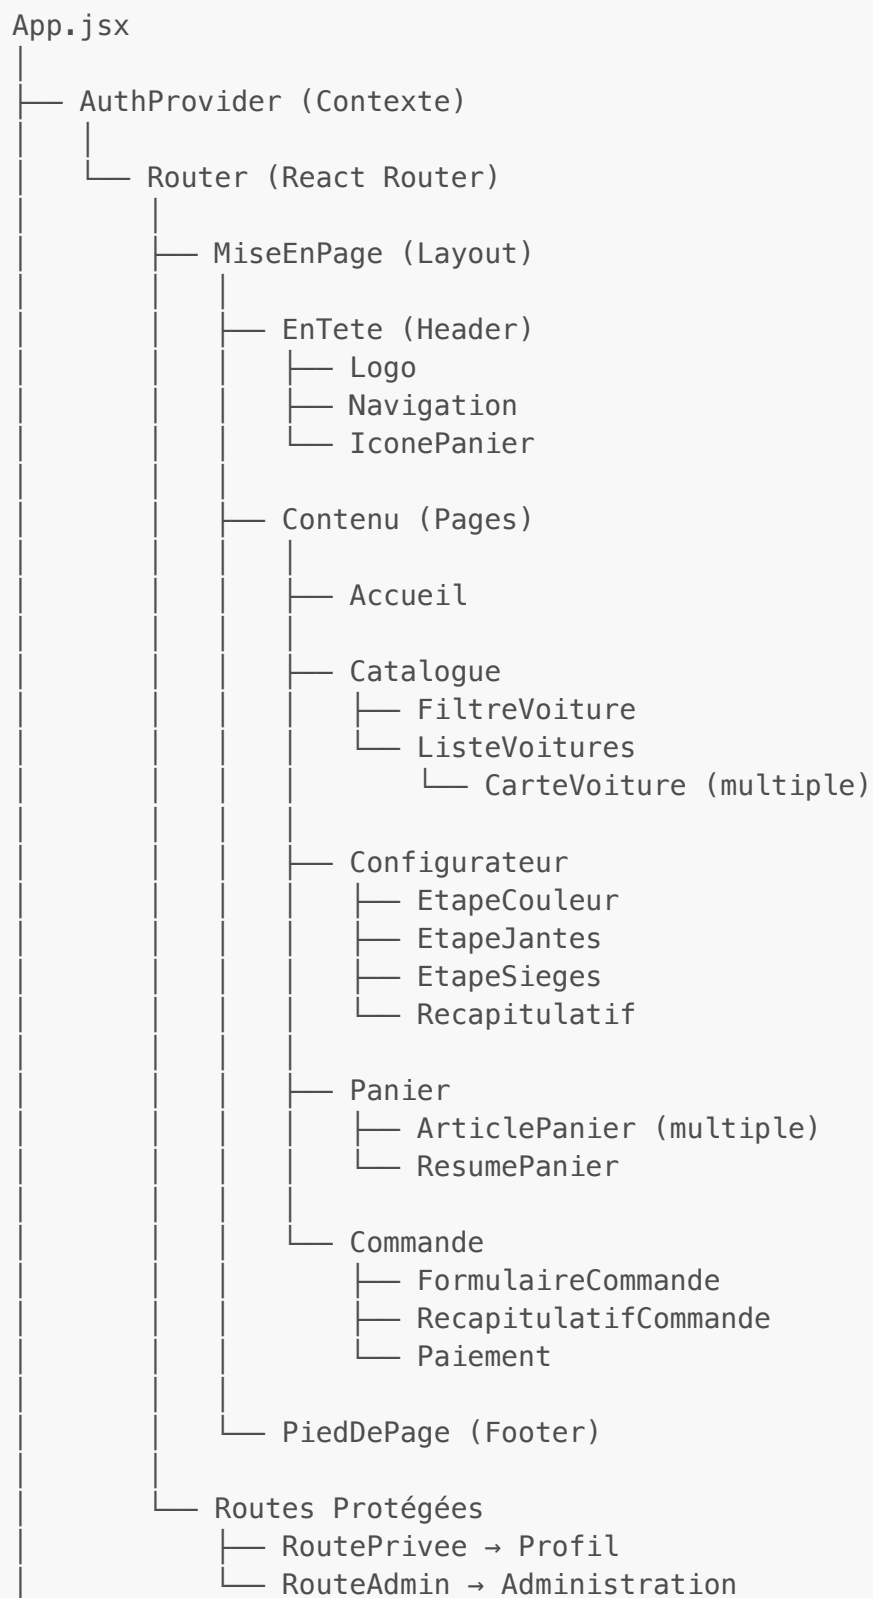 App.jsx
│
├── AuthProvider (Contexte)
│   │
│   └── Router (React Router)
│       │
│       ├── MiseEnPage (Layout)
│       │   │
│       │   ├── EnTete (Header)
│       │   │   ├── Logo
│       │   │   ├── Navigation
│       │   │   └── IconePanier
│       │   │
│       │   ├── Contenu (Pages)
│       │   │   │
│       │   │   ├── Accueil
│       │   │   │
│       │   │   ├── Catalogue
│       │   │   │   ├── FiltreVoiture
│       │   │   │   └── ListeVoitures
│       │   │   │       └── CarteVoiture (multiple)
│       │   │   │
│       │   │   ├── Configurateur
│       │   │   │   ├── EtapeCouleur
│       │   │   │   ├── EtapeJantes
│       │   │   │   ├── EtapeSieges
│       │   │   │   └── Recapitulatif
│       │   │   │
│       │   │   ├── Panier
│       │   │   │   ├── ArticlePanier (multiple)
│       │   │   │   └── ResumePanier
│       │   │   │
│       │   │   └── Commande
│       │   │       ├── FormulaireCommande
│       │   │       ├── RecapitulatifCommande
│       │   │       └── Paiement
│       │   │
│       │   └── PiedDePage (Footer)
│       │
│       └── Routes Protégées
│           ├── RoutePrivee → Profil
│           └── RouteAdmin → Administration